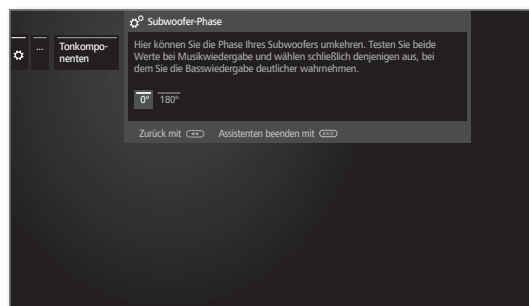 Subwoofer-Phase
...
Tonkompo-
nenten
Hier können Sie die Phase Ihres Subwoofers umkehren. Testen Sie beide
Werte bei Musikwiedergabe und wählen schließlich denjenigen aus, bei
dem Sie die Basswiedergabe deutlicher wahrnehmen.
0° 180°
Zurück mit Assistenten beenden mit BACK